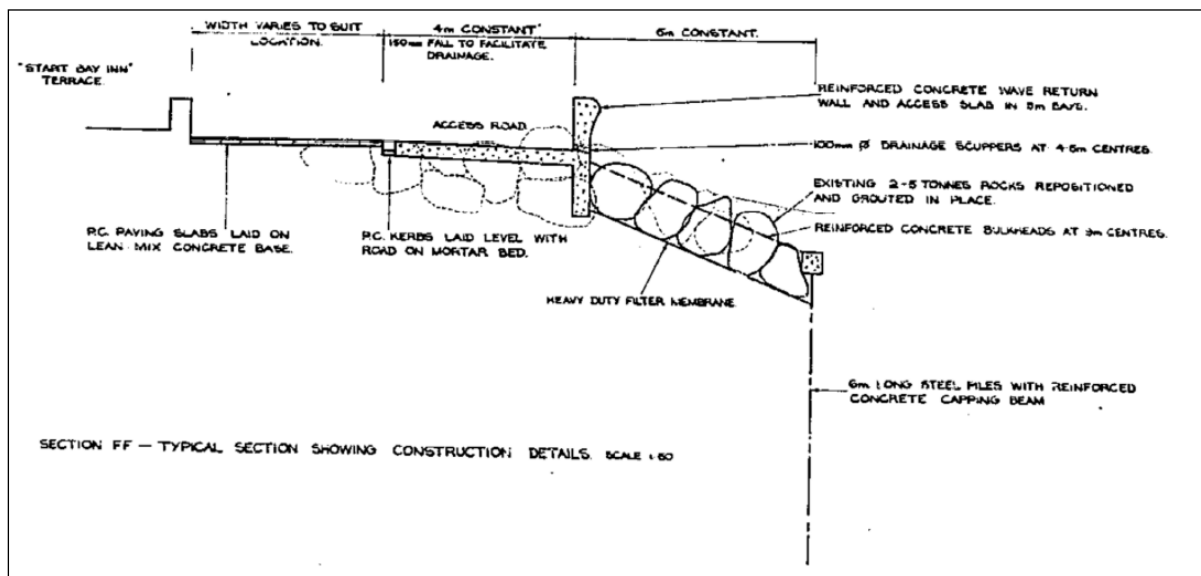 WIDTH VARIES TO SUIT
LOCATION.
4m CONSTANT
150mm FALL TO FACILITATE
DRAINAGE.
6m CONSTANT.
"START BAY INN"
TERRACE.
REINFORCED CONCRETE WAVE RETURN
WALL AND ACCESS SLAB IN BAYS.
ACCESS ROAD.
100mm Ø DRAINAGE SCUPPERS AT 4·5m CENTRES.
EXISTING 2-5 TONNES ROCKS REPOSITIONED
AND GROUTED IN PLACE.
REINFORCED CONCRETE BULKHEADS AT CENTRES.
P.C. PAVING SLABS LAID ON
LEAN MIX CONCRETE BASE.
P.C. KERBS LAID LEVEL WITH
ROAD ON MORTAR BED.
HEAVY DUTY FILTER MEMBRANE.
6m LONG STEEL PILES WITH REINFORCED
CONCRETE CAPPING BEAM
SECTION FF — TYPICAL SECTION SHOWING CONSTRUCTION DETAILS. SCALE 1:50